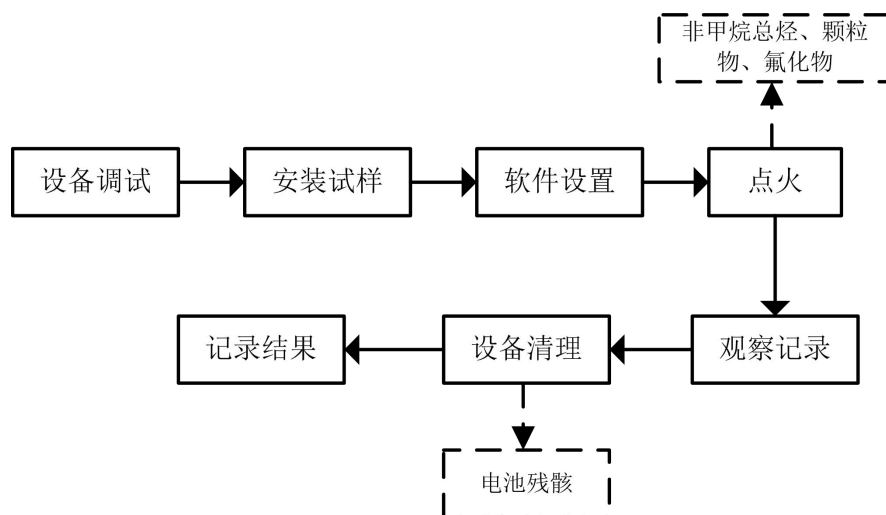 非甲烷总烃、颗粒
物、氟化物
设备调试
安装试样
软件设置
点火
记录结果
设备清理
观察记录
电池残骸